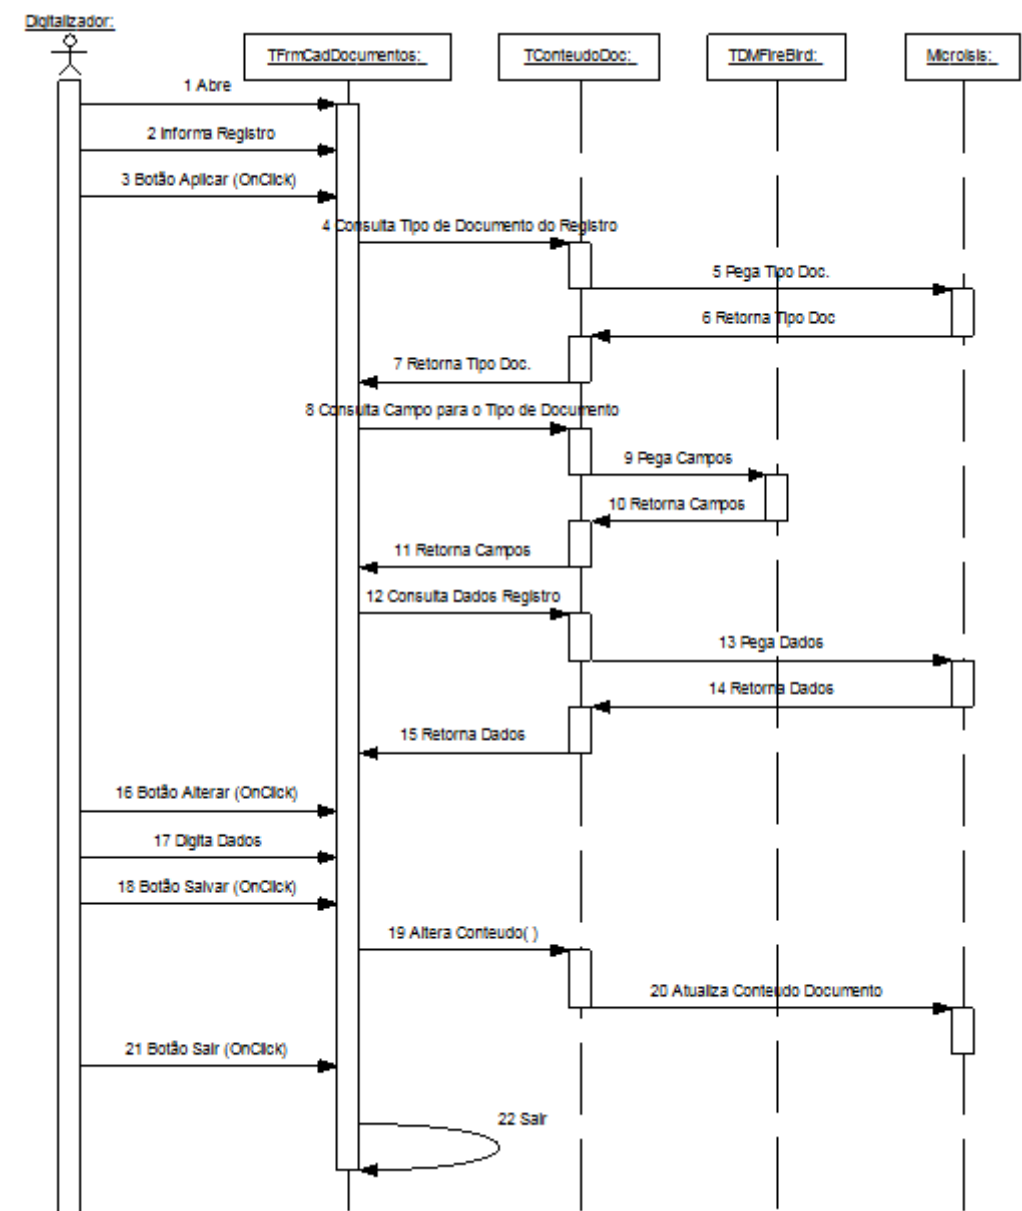 Digitalizador:
TFrmCadDocumentos:
TConteudoDoc:
TDMFireBird:
MicroIsis:
1 Abre
2 Informa Registro
3 Botão Aplicar (OnClick)
4 Consulta Tipo de Documento do Registro
5 Pega Tipo Doc.
6 Retorna Tipo Doc
7 Retorna Tipo Doc.
8 Consulta Campo para o Tipo de Documento
9 Pega Campos
10 Retorna Campos
11 Retorna Campos
12 Consulta Dados Registro
13 Pega Dados
14 Retorna Dados
15 Retorna Dados
16 Botão Alterar (OnClick)
17 Digita Dados
18 Botão Salvar (OnClick)
19 Altera Conteudo( )
20 Atualiza Conteudo Documento
21 Botão Sair (OnClick)
22 Sair